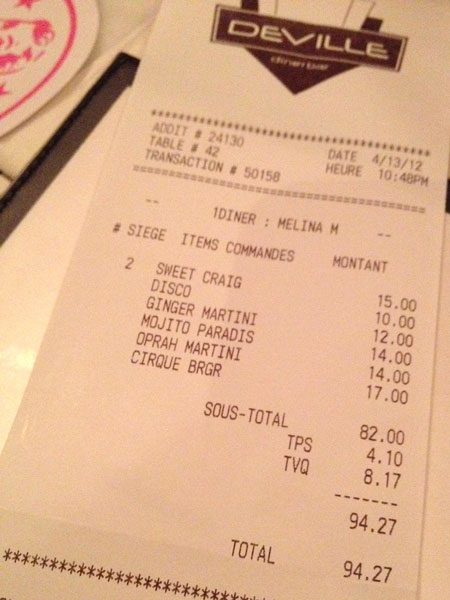 DEVILLE
dinerbar
*****************************************
ADDIT # 24130 DATE 4/13/12
TABLE # 42 HEURE 10:48PM
TRANSACTION # 50158
=========================================
-- 1DINER : MELINA M --
# SIEGE ITEMS COMMANDES MONTANT
2 SWEET CRAIG 15.00
DISCO 10.00
GINGER MARTINI 12.00
MOJITO PARADIS 14.00
OPRAH MARTINI 14.00
CIRQUE BRGR 17.00
SOUS-TOTAL 82.00
TPS 4.10
TVQ 8.17
-------
94.27
TOTAL 94.27
******************************